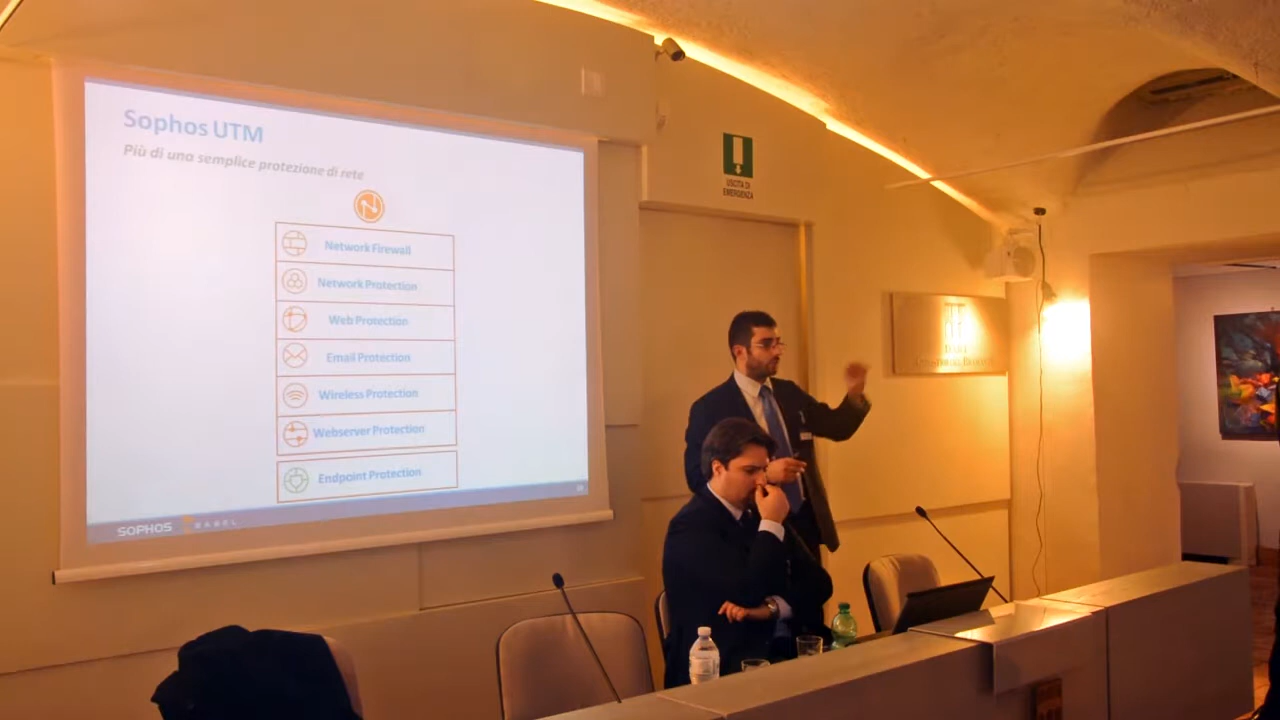 Sophos UTM
Più di una semplice protezione di rete
Network Firewall
Network Protection
Web Protection
Email Protection
Wireless Protection
Webserver Protection
Endpoint Protection
SOPHOS BABEL
USCITA DI
EMERGENZA